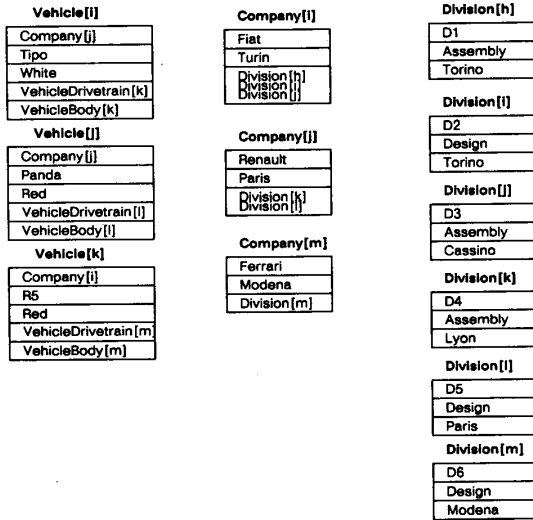 Vehicle[i]
Company[j]
Tipo
White
VehicleDrivetrain[k]
VehicleBody[k]
Vehicle[j]
Company[j]
Panda
Red
VehicleDrivetrain[l]
VehicleBody[l]
Vehicle[k]
Company[i]
R5
Red
VehicleDrivetrain[m]
VehicleBody[m]
Company[i]
Fiat
Turin
Division[h]
Division[i]
Division[j]
Company[j]
Renault
Paris
Division[k]
Division[l]
Company[m]
Ferrari
Modena
Division[m]
Division[h]
D1
Assembly
Torino
Division[i]
D2
Design
Torino
Division[j]
D3
Assembly
Cassino
Division[k]
D4
Assembly
Lyon
Division[l]
D5
Design
Paris
Division[m]
D6
Design
Modena